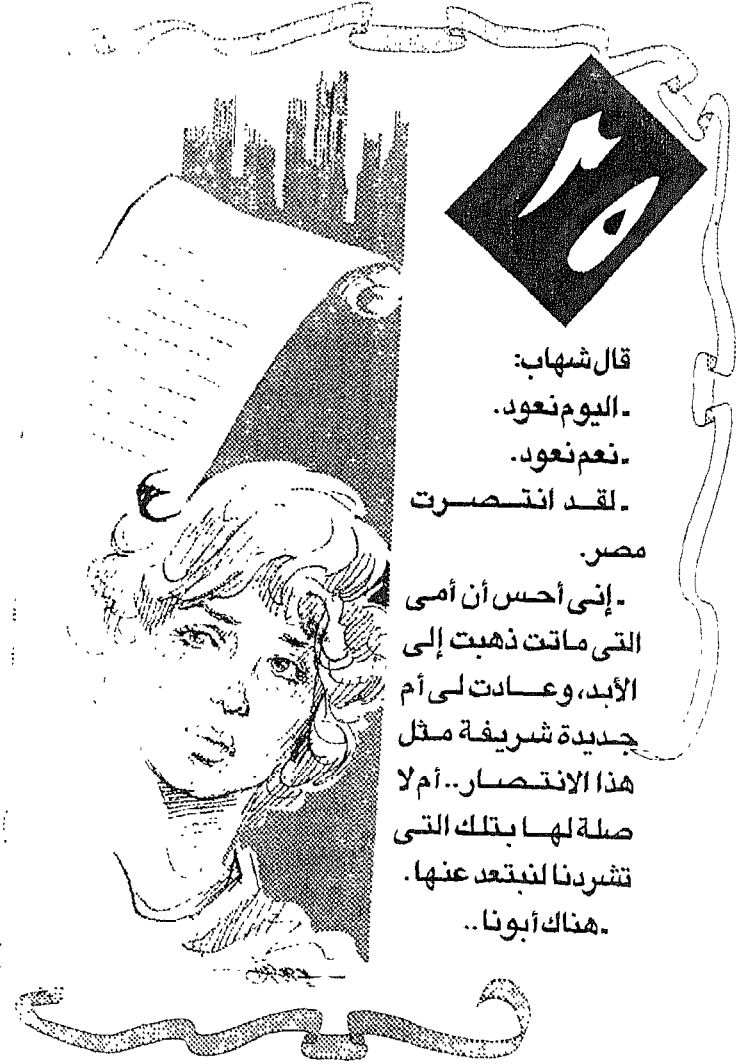 ٢٥
قال شهاب:
- اليوم نعود.
- نعم نعود.
- لقد انتصرت
مصر.
- إنى أحس أن أمى
التى ماتت ذهبت إلى
الأبد، وعادت لى أم
جديدة شريفة مثل
هذا الانتصار.. أم لا
صلة لها بتلك التى
تشردنا لنبتعد عنها.
- هناك أبونا..